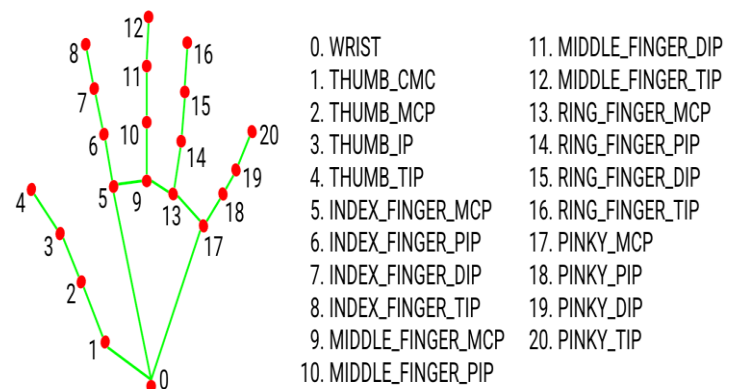 12
8
16
11
7
15
10
6
20
14
19
4
5
9
13
18
3
17
2
1
0
0. WRIST
1. THUMB_CMC
2. THUMB_MCP
3. THUMB_IP
4. THUMB_TIP
5. INDEX_FINGER_MCP
6. INDEX_FINGER_PIP
7. INDEX_FINGER_DIP
8. INDEX_FINGER_TIP
9. MIDDLE_FINGER_MCP
10. MIDDLE_FINGER_PIP
11. MIDDLE_FINGER_DIP
12. MIDDLE_FINGER_TIP
13. RING_FINGER_MCP
14. RING_FINGER_PIP
15. RING_FINGER_DIP
16. RING_FINGER_TIP
17. PINKY_MCP
18. PINKY_PIP
19. PINKY_DIP
20. PINKY_TIP